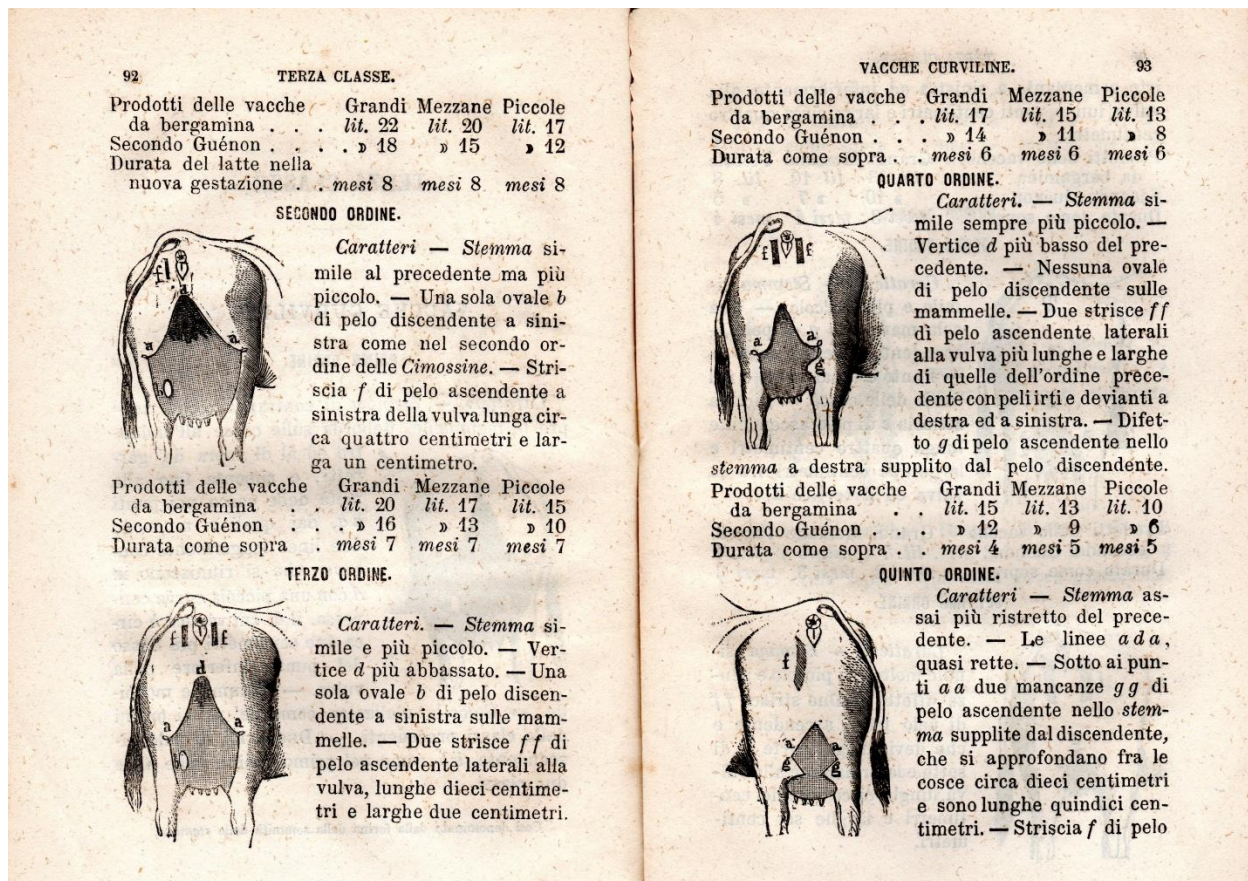 92 TERZA CLASSE.
Prodotti delle vacche Grandi Mezzane Piccole
da bergamina . . . lit. 22 lit. 20 lit. 17
Secondo Guénon . . . . » 18 » 15 » 12
Durata del latte nella
nuova gestazione . . mesi 8 mesi 8 mesi 8
SECONDO ORDINE.
f
d
a a
b
Caratteri — Stemma si-
mile al precedente ma più
piccolo. — Una sola ovale b
di pelo discendente a sini-
stra come nel secondo or-
dine delle Cimossine. — Stri-
scia f di pelo ascendente a
sinistra della vulva lunga cir-
ca quattro centimetri e lar-
ga un centimetro.
Prodotti delle vacche Grandi Mezzane Piccole
da bergamina . . lit. 20 lit. 17 lit. 15
Secondo Guénon . . » 16 » 13 » 10
Durata come sopra . mesi 7 mesi 7 mesi 7
TERZO ORDINE.
f f
d
a a
b
Caratteri. — Stemma si-
mile e più piccolo. — Ver-
tice d più abbassato. — Una
sola ovale b di pelo discen-
dente a sinistra sulle mam-
melle. — Due strisce f f di
pelo ascendente laterali alla
vulva, lunghe dieci centime-
tri e larghe due centimetri.
VACCHE CURVILINE. 93
Prodotti delle vacche Grandi Mezzane Piccole
da bergamina . . . lit. 17 lit. 15 lit. 13
Secondo Guénon . . . » 14 » 11 » 8
Durata come sopra . . mesi 6 mesi 6 mesi 6
QUARTO ORDINE.
f f
a a
g
Caratteri. — Stemma si-
mile sempre più piccolo. —
Vertice d più basso del pre-
cedente. — Nessuna ovale
di pelo discendente sulle
mammelle. — Due strisce f f
di pelo ascendente laterali
alla vulva più lunghe e larghe
di quelle dell'ordine prece-
dente con peli irti e devianti a
destra ed a sinistra. — Difet-
to g di pelo ascendente nello
stemma a destra supplito dal pelo discendente.
Prodotti delle vacche Grandi Mezzane Piccole
da bergamina . . lit. 15 lit. 13 lit. 10
Secondo Guénon . . . » 12 » 9 » 6
Durata come sopra . . mesi 4 mesi 5 mesi 5
QUINTO ORDINE.
f
a a
g g
Caratteri — Stemma as-
sai più ristretto del prece-
dente. — Le linee a d a,
quasi rette. — Sotto ai pun-
ti a a due mancanze g g di
pelo ascendente nello stem-
ma supplite dal discendente,
che si approfondano fra le
cosce circa dieci centimetri
e sono lunghe quindici cen-
timetri. — Striscia f di pelo